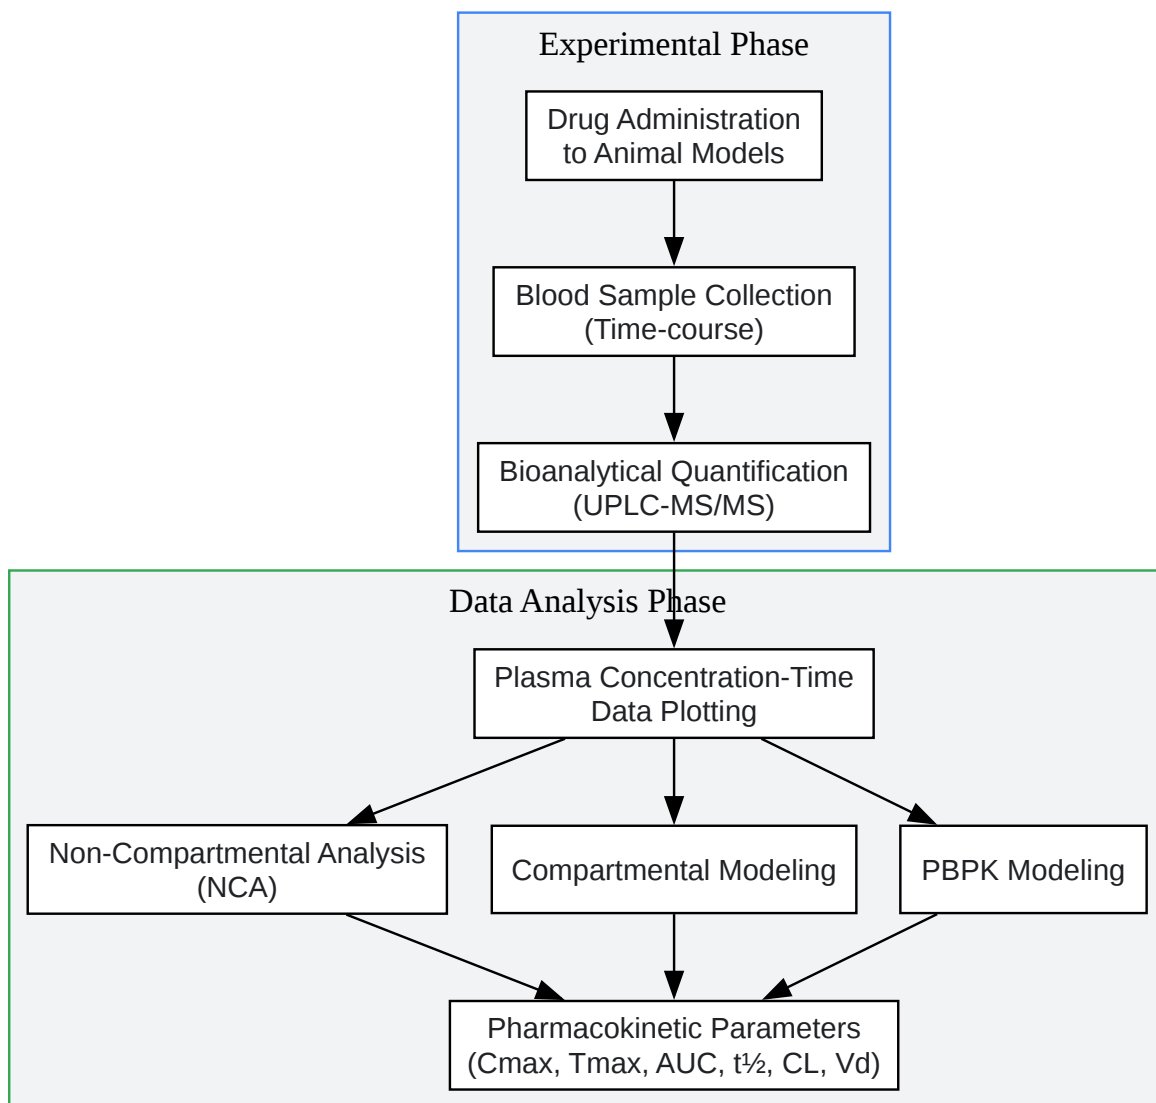 Experimental Phase
Drug Administration
to Animal Models
Blood Sample Collection
(Time-course)
Bioanalytical Quantification
(UPLC-MS/MS)
Data Analysis Phase
Plasma Concentration-Time
Data Plotting
Non-Compartmental Analysis
(NCA)
Compartmental Modeling
PBPK Modeling
Pharmacokinetic Parameters
(Cmax, Tmax, AUC, t½, CL, Vd)